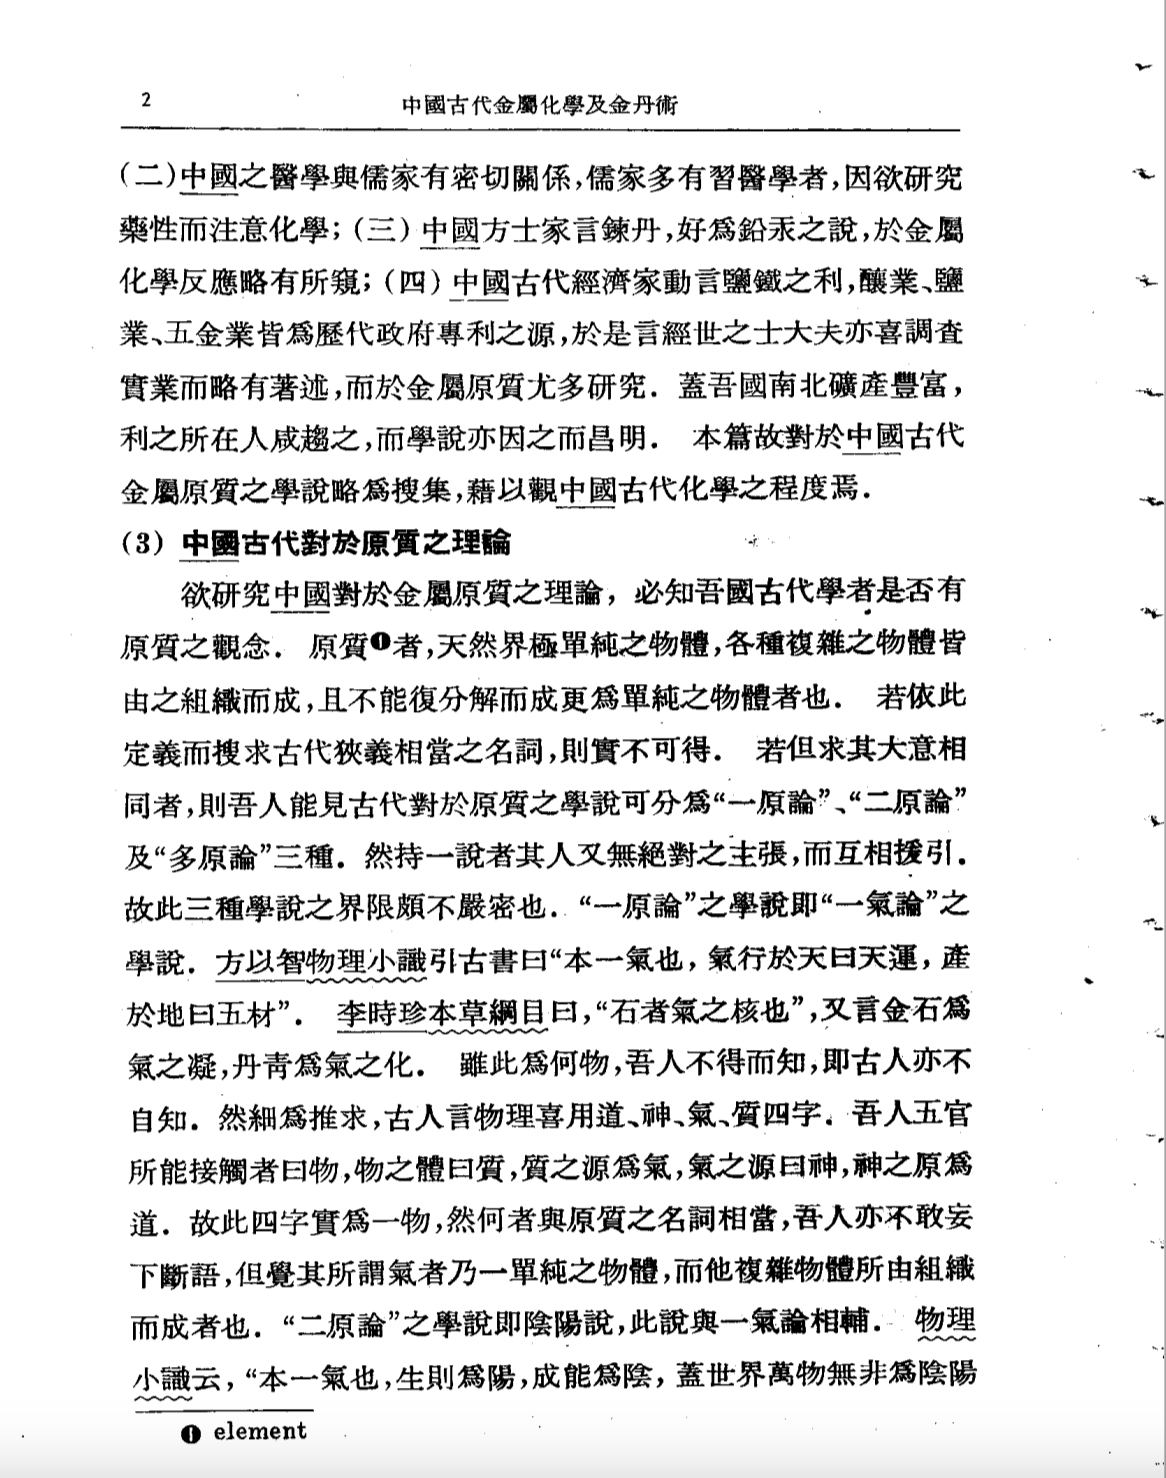 2 中國古代金屬化學及金丹術
(二)中國之醫學與儒家有密切關係,儒家多有習醫學者,因欲研究
藥性而注意化學; (三) 中國方士家言鍊丹,好爲鉛汞之說,於金屬
化學反應略有所窺; (四) 中國古代經濟家動言鹽鐵之利,釀業、鹽
業、五金業皆爲歷代政府專利之源,於是言經世之士大夫亦喜調查
實業而略有著述,而於金屬原質尤多研究. 蓋吾國南北礦產豐富,
利之所在人咸趨之,而學說亦因之而昌明. 本篇故對於中國古代
金屬原質之學說略爲搜集,藉以觀中國古代化學之程度焉.
(3) 中國古代對於原質之理論
欲研究中國對於金屬原質之理論, 必知吾國古代學者是否有
原質之觀念. 原質❶者,天然界極單純之物體,各種複雜之物體皆
由之組織而成,且不能復分解而成更爲單純之物體者也. 若依此
定義而搜求古代狹義相當之名詞,則實不可得. 若但求其大意相
同者,則吾人能見古代對於原質之學說可分爲“一原論”、“二原論”
及“多原論”三種. 然持一說者其人又無絕對之主張,而互相援引.
故此三種學說之界限頗不嚴密也. “一原論”之學說即“一氣論”之
學說. 方以智物理小識引古書曰“本一氣也, 氣行於天曰天運, 產
於地曰五材”. 李時珍本草綱目曰,“石者氣之核也”,又言金石爲
氣之凝,丹青爲氣之化. 雖此爲何物,吾人不得而知,即古人亦不
自知. 然細爲推求,古人言物理喜用道、神、氣、質四字. 吾人五官
所能接觸者曰物,物之體曰質,質之源爲氣,氣之源曰神,神之原爲
道. 故此四字實爲一物,然何者與原質之名詞相當,吾人亦不敢妄
下斷語,但覺其所謂氣者乃一單純之物體,而他複雜物體所由組織
而成者也. “二原論”之學說即陰陽說,此說與一氣論相輔. 物理
小識云, “本一氣也,生則爲陽,成能爲陰, 蓋世界萬物無非爲陰陽
❶ element